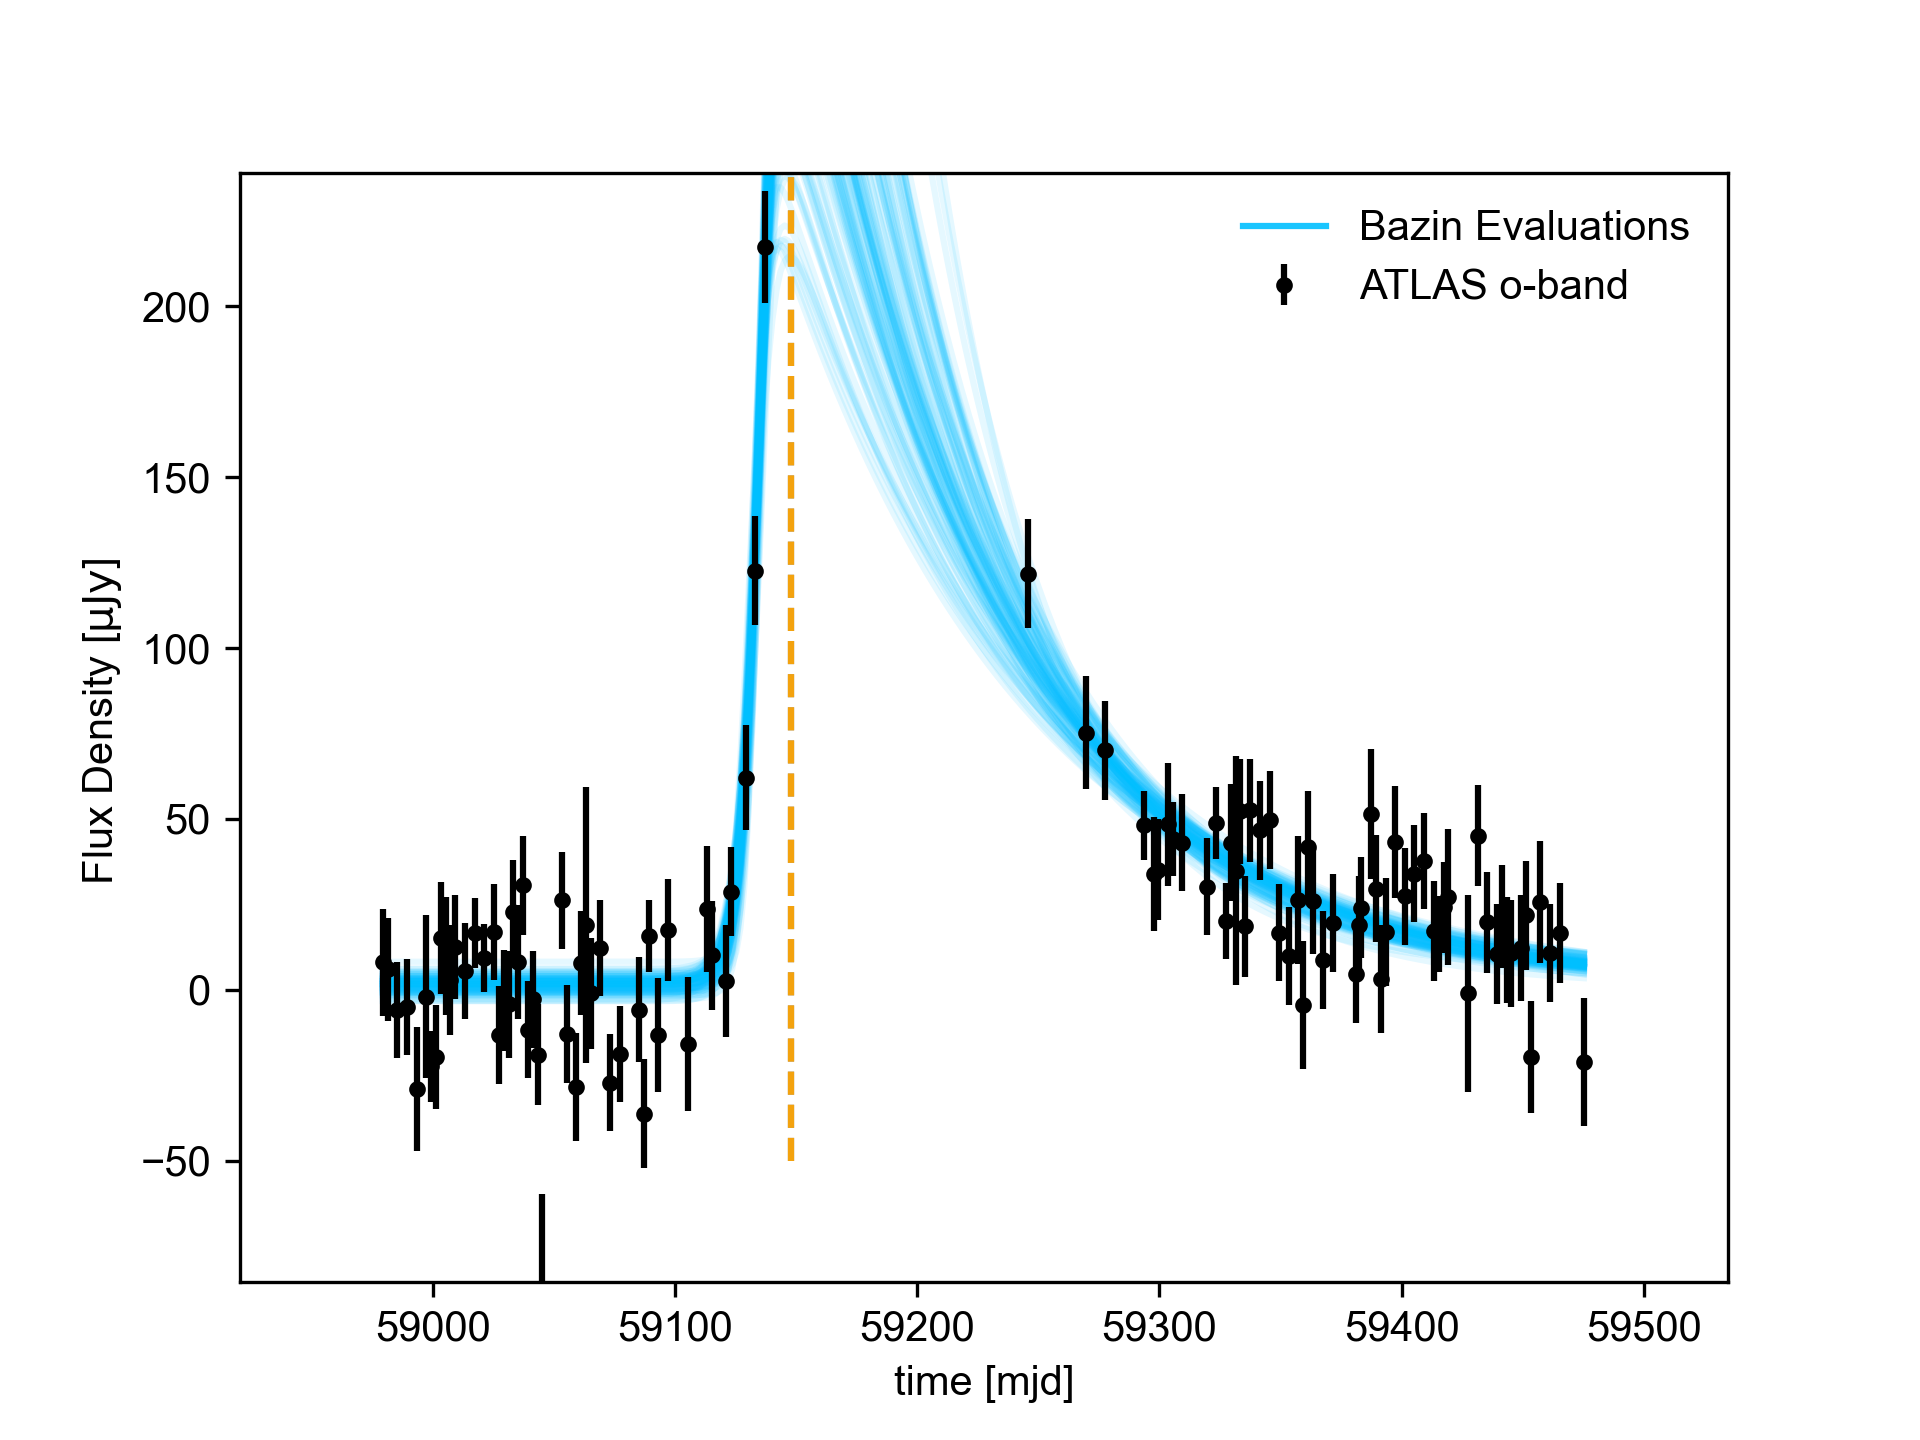 Bazin Evaluations
ATLAS o-band
200
150
100
50
0
−50
Flux Density [µJy]
59000 59100 59200 59300 59400 59500
time [mjd]